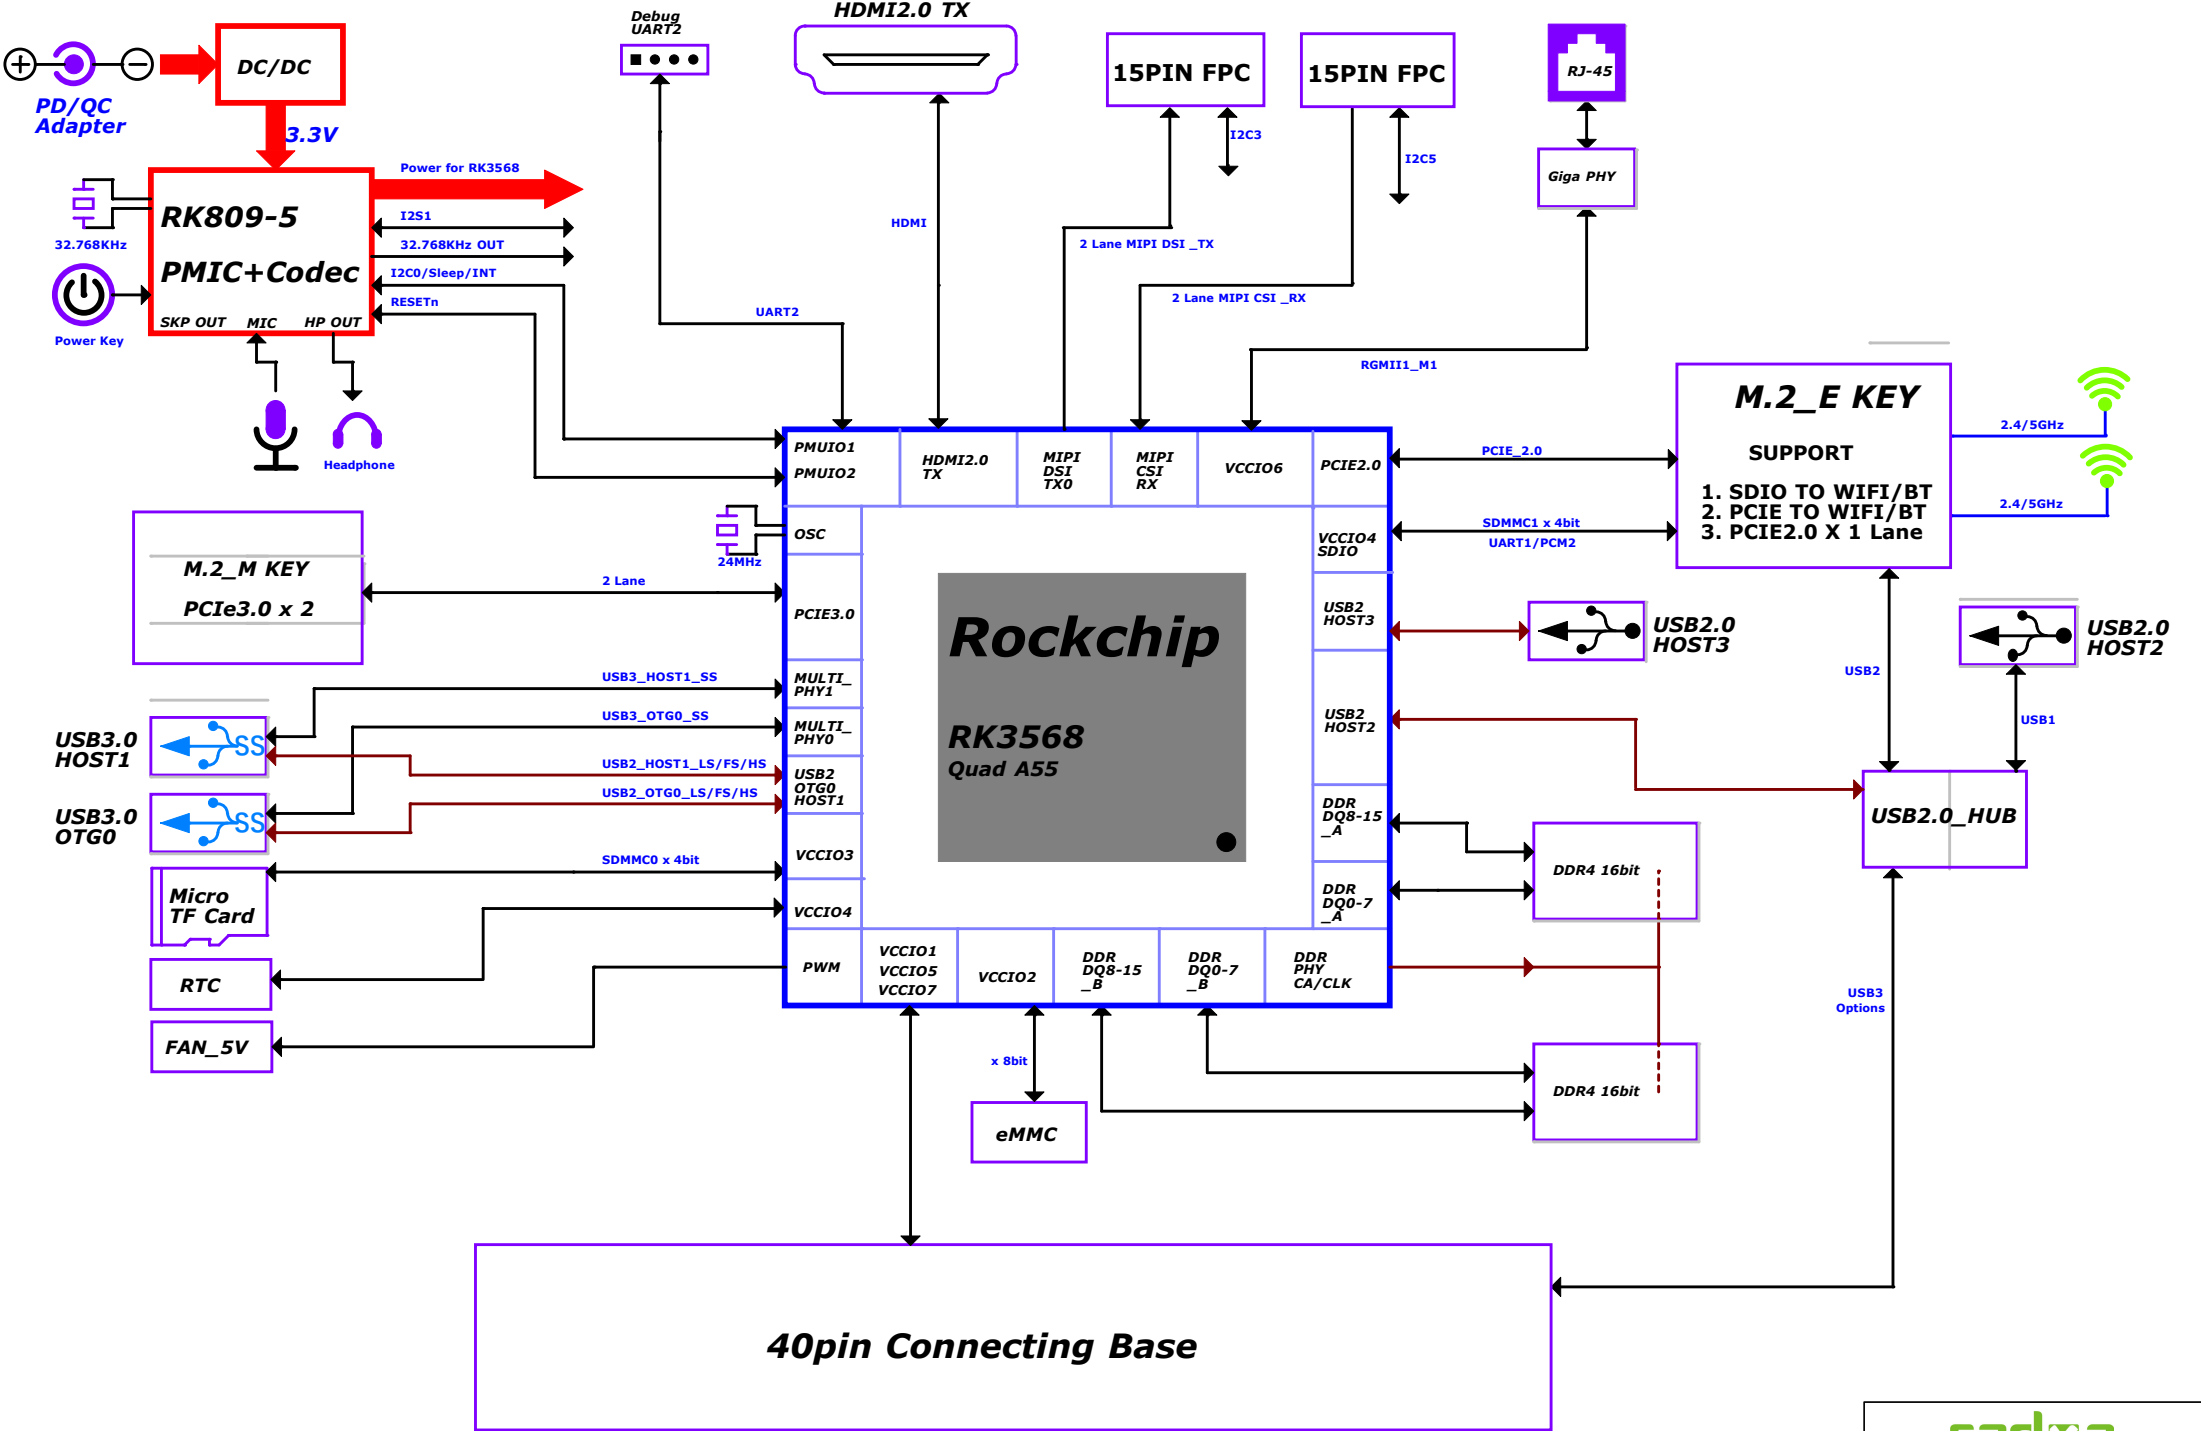 Debug
UART2
HDMI2.0 TX
DC/DC
15PIN FPC
15PIN FPC
RJ-45
PD/QC
Adapter
3.3V
I2C3
I2C5
Giga PHY
Power for RK3568
RK809-5
I2S1
32.768KHz
32.768KHz OUT
HDMI
2 Lane MIPI DSI _TX
PMIC+Codec
I2C0/Sleep/INT
RESETn
2 Lane MIPI CSI _RX
SKP OUT
MIC
HP OUT
Power Key
UART2
RGMII1_M1
Headphone
M.2_E KEY
SUPPORT
1. SDIO TO WIFI/BT
2. PCIE TO WIFI/BT
3. PCIE2.0 X 1 Lane
2.4/5GHz
2.4/5GHz
PMUIO1
PMUIO2
HDMI2.0
TX
MIPI
DSI
TX0
MIPI
CSI
RX
VCCIO6
PCIE2.0
PCIE_2.0
OSC
24MHz
VCCIO4
SDIO
SDMMC1 x 4bit
UART1/PCM2
M.2_M KEY
PCIe3.0 x 2
2 Lane
PCIE3.0
Rockchip
RK3568
Quad A55
USB2
HOST3
USB2.0
HOST3
USB2.0
HOST2
USB2
USB1
USB3_HOST1_SS
MULTI_
PHY1
USB3_OTG0_SS
MULTI_
PHY0
USB2
HOST2
USB3.0
HOST1
USB2_HOST1_LS/FS/HS
USB2_OTG0_LS/FS/HS
USB2
OTG0
HOST1
USB3.0
OTG0
DDR
DQ8-15
_A
USB2.0_HUB
SDMMC0 x 4bit
VCCIO3
DDR4 16bit
Micro
TF Card
VCCIO4
DDR
DQ0-7
_A
RTC
PWM
VCCIO1
VCCIO5
VCCIO7
VCCIO2
DDR
DQ8-15
_B
DDR
DQ0-7
_B
DDR
PHY
CA/CLK
USB3
Options
FAN_5V
x 8bit
eMMC
DDR4 16bit
40pin Connecting Base